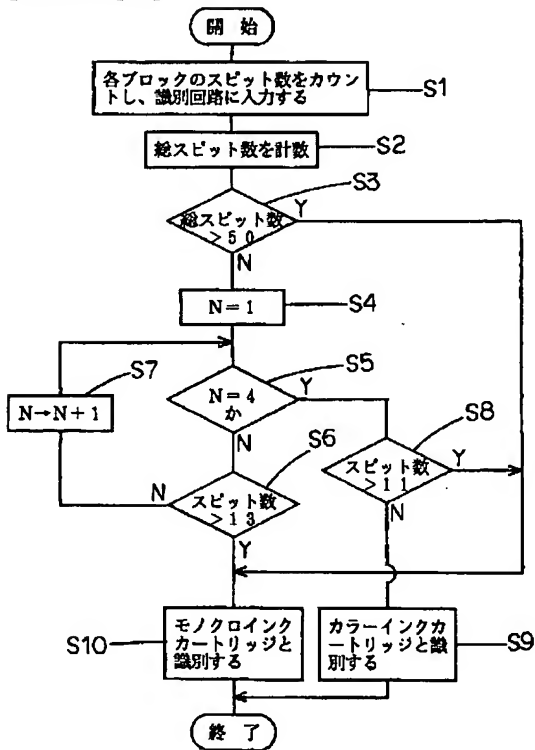 開 始
各ブロックのスピット数をカウン
トし、識別回路に入力する
S1
総スピット数を計数
S2
S3
総スピット数
>50
Y
N
N=1
S4
S7
N→N+1
S5
N=4
か
Y
N
S6
スピット数
>13
N
Y
S8
スピット数
>11
Y
N
S10
モノクロインク
カートリッジと
識別する
カラーインクカ
ートリッジと識
別する
S9
終 了